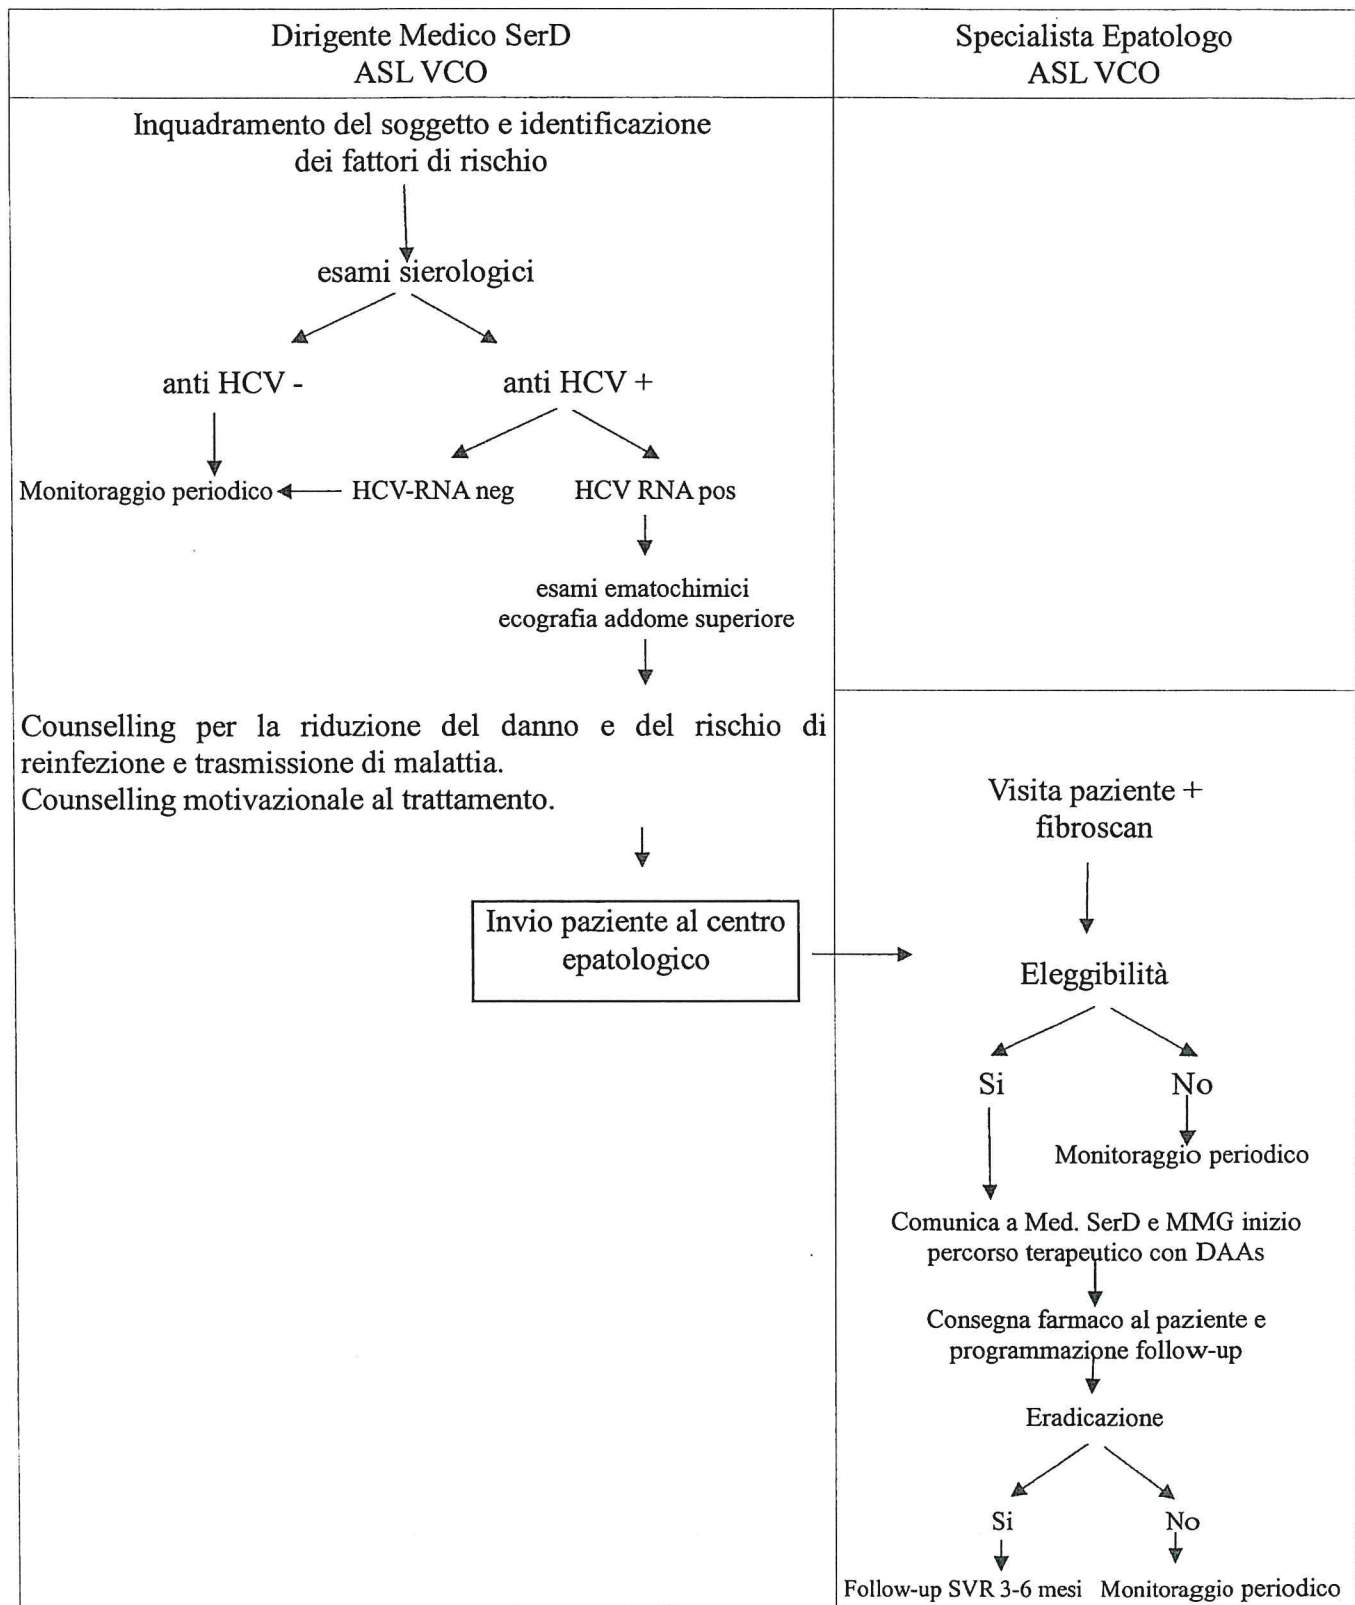 Dirigente Medico SerD
ASL VCO
Specialista Epatologo
ASL VCO
Inquadramento del soggetto e identificazione
dei fattori di rischio
esami sierologici
anti HCV -
anti HCV +
Monitoraggio periodico
HCV-RNA neg
HCV RNA pos
esami ematochimici
ecografia addome superiore
Counselling per la riduzione del danno e del rischio di
reinfezione e trasmissione di malattia.
Counselling motivazionale al trattamento.
Invio paziente al centro
epatologico
Visita paziente +
fibroscan
Eleggibilità
Si
No
Monitoraggio periodico
Comunica a Med. SerD e MMG inizio
percorso terapeutico con DAAs
Consegna farmaco al paziente e
programmazione follow-up
Eradicazione
Si
No
Follow-up SVR 3-6 mesi
Monitoraggio periodico